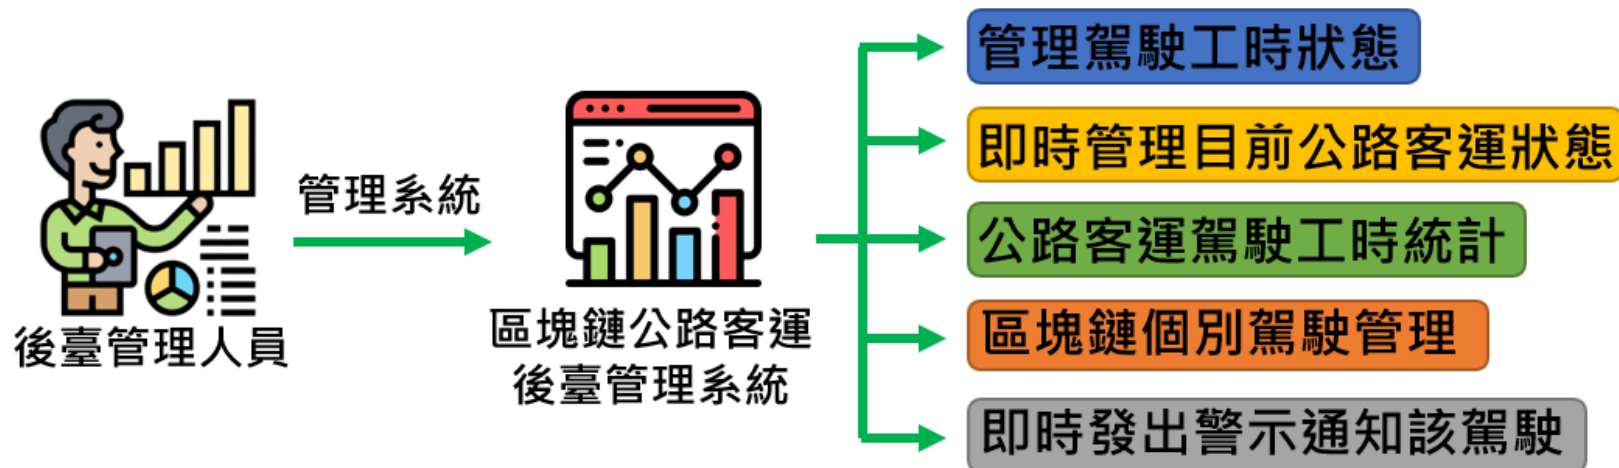 後臺管理人員
管理系統
區塊鏈公路客運
後臺管理系統
管理駕駛工時狀態
即時管理目前公路客運狀態
公路客運駕駛工時統計
區塊鏈個別駕駛管理
即時發出警示通知該駕駛